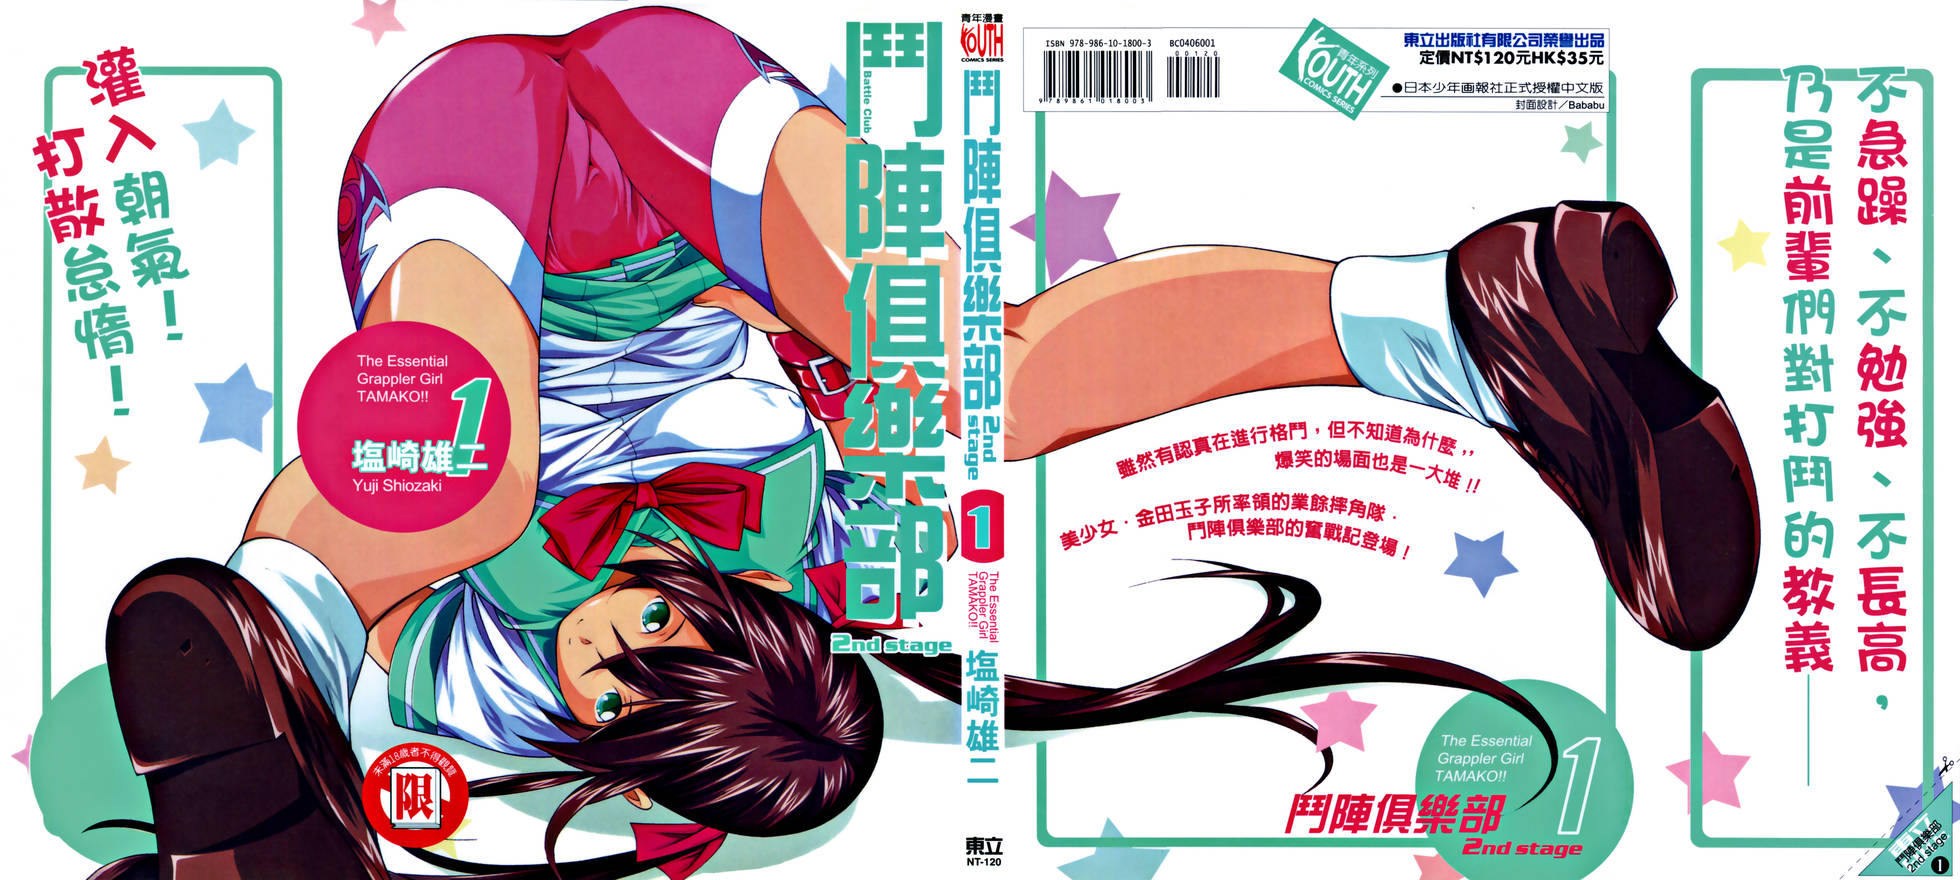 灌入朝氣！
打散怠惰！
The Essential
Grappler Girl
TAMAKO!!
1
塩崎雄二
Yuji Shiozaki
未滿18歲者不得觀覽
限
鬥陣俱樂部
Battle Club
2nd stage
青年漫畫
YOUTH
COMICS SERIES
鬥陣俱樂部
2nd stage
1
The Essential
Grappler Girl
TAMAKO!!
塩崎雄二
東立
NT-120
ISBN 978-986-10-1800-3
9 789861 018003
BC0406001
00120
青年系列
YOUTH
COMICS SERIES
東立出版社有限公司榮譽出品
定價NT$120元HK$35元
●日本少年画報社正式授權中文版
封面設計／Bababu
雖然有認真在進行格鬥，但不知道為什麼，，
爆笑的場面也是一大堆!!
美少女．金田玉子所率領的業餘摔角隊．
鬥陣俱樂部的奮戰記登場！
The Essential
Grappler Girl
TAMAKO!!
1
鬥陣俱樂部
2nd stage
不急躁、不勉強、不長高，
乃是前輩們對打鬥的教義——
東立
鬥陣俱樂部
2nd stage
1